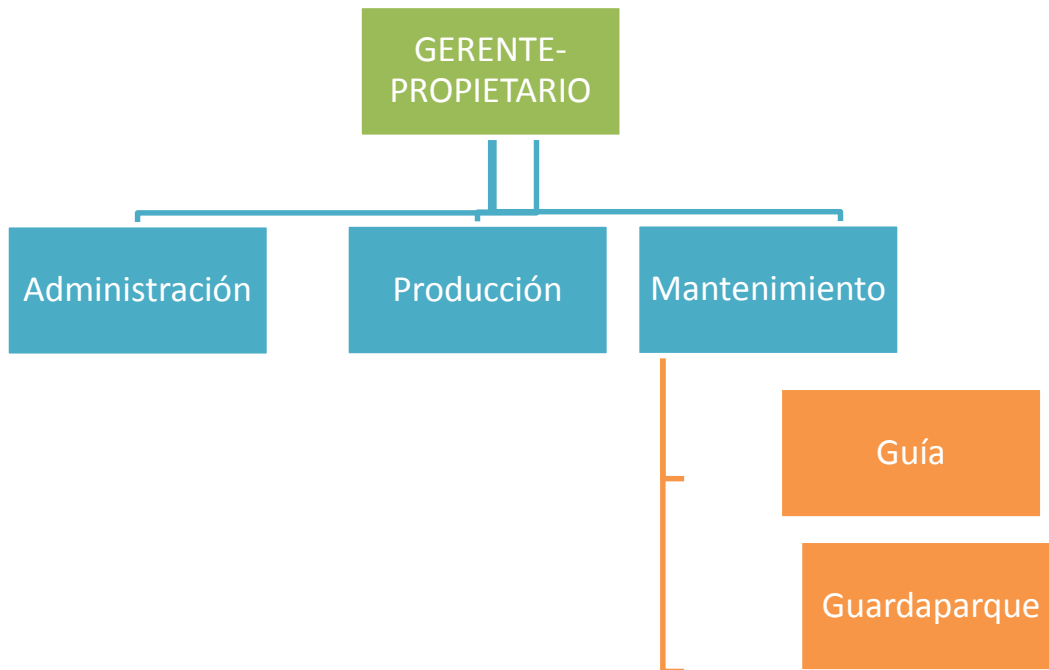 GERENTE-
PROPIETARIO
Administración
Producción
Mantenimiento
Guía
Guardaparque